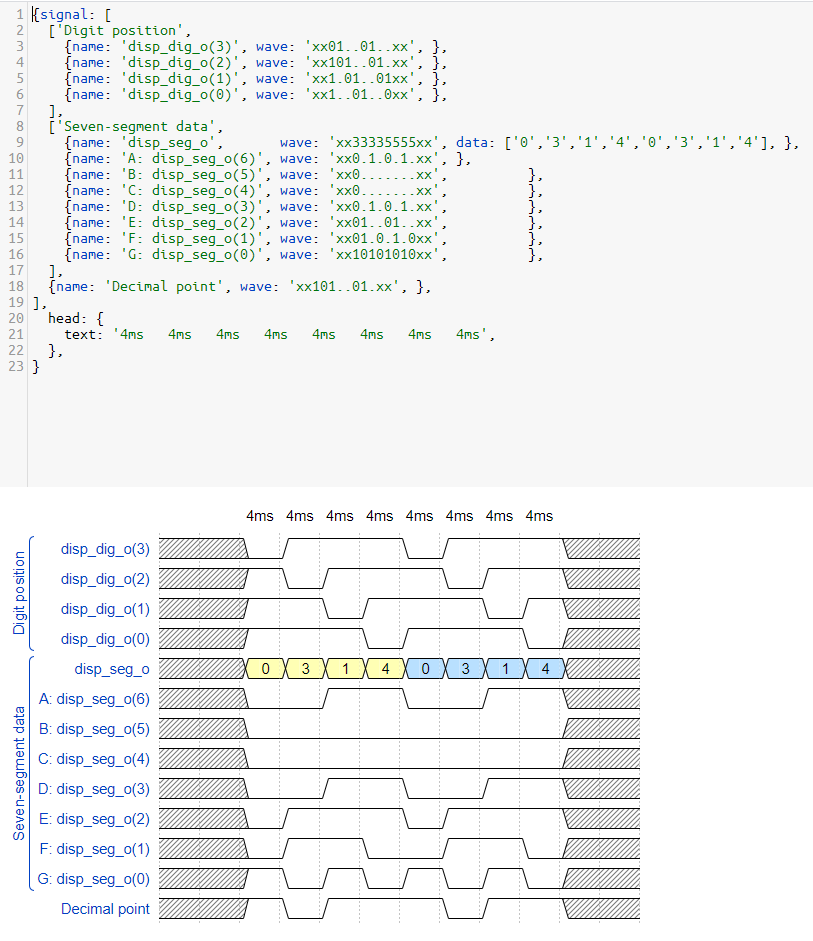 1 {signal: [
2   ['Digit position',
3     {name: 'disp_dig_o(3)', wave: 'xx01..01..xx', },
4     {name: 'disp_dig_o(2)', wave: 'xx101..01.xx', },
5     {name: 'disp_dig_o(1)', wave: 'xx1.01..01xx', },
6     {name: 'disp_dig_o(0)', wave: 'xx1..01..0xx', },
7   ],
8   ['Seven-segment data',
9     {name: 'disp_seg_o',       wave: 'xx33335555xx', data: ['0','3','1','4','0','3','1','4'], },
10     {name: 'A: disp_seg_o(6)', wave: 'xx0.1.0.1.xx', },
11     {name: 'B: disp_seg_o(5)', wave: 'xx0.......xx',          },
12     {name: 'C: disp_seg_o(4)', wave: 'xx0.......xx',          },
13     {name: 'D: disp_seg_o(3)', wave: 'xx0.1.0.1.xx',          },
14     {name: 'E: disp_seg_o(2)', wave: 'xx01..01..xx',          },
15     {name: 'F: disp_seg_o(1)', wave: 'xx01.0.1.0xx',          },
16     {name: 'G: disp_seg_o(0)', wave: 'xx10101010xx',          },
17   ],
18   {name: 'Decimal point', wave: 'xx101..01.xx', },
19 ],
20   head: {
21     text: '4ms   4ms   4ms   4ms   4ms   4ms   4ms   4ms',
22   },
23 }
4ms 4ms 4ms 4ms 4ms 4ms 4ms 4ms
Digit position
disp_dig_o(3)
disp_dig_o(2)
disp_dig_o(1)
disp_dig_o(0)
Seven-segment data
disp_seg_o 0 3 1 4 0 3 1 4
A: disp_seg_o(6)
B: disp_seg_o(5)
C: disp_seg_o(4)
D: disp_seg_o(3)
E: disp_seg_o(2)
F: disp_seg_o(1)
G: disp_seg_o(0)
Decimal point